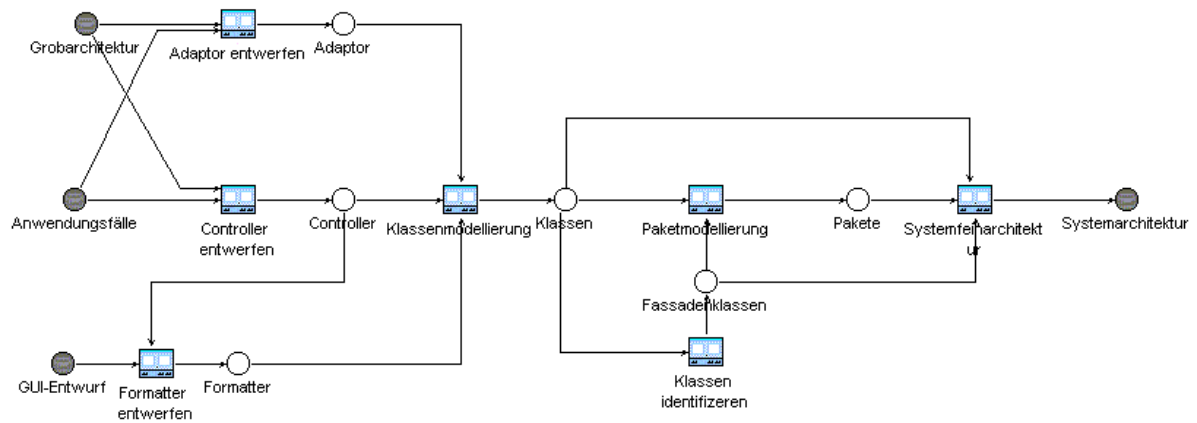 Grobarchitektur
Adaptor entwerfen
Adaptor
Anwendungsfälle
Controller
entwerfen
Controller
Klassenmodellierung
Klassen
Paketmodellierung
Pakete
Systemfeinarchitekt
ur
Systemarchitektur
Fassadenklassen
GUI-Entwurf
Formatter
entwerfen
Formatter
Klassen
identifizeren